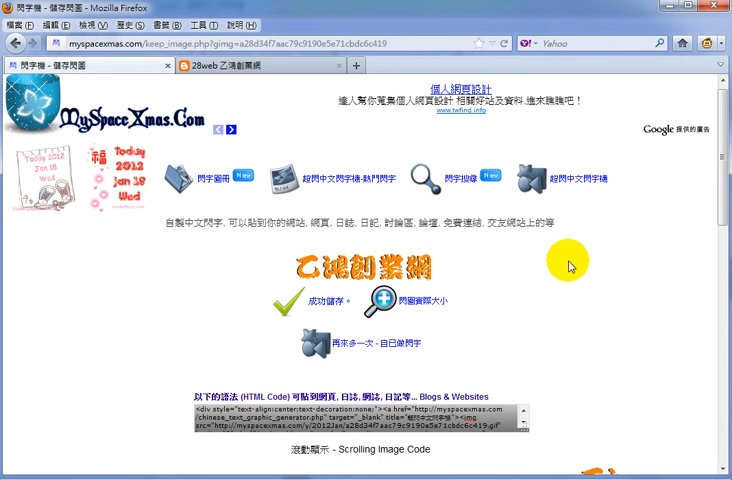 閃字機 - 儲存閃圖 - Mozilla Firefox
檔案(F) 編輯(E) 檢視(V) 歷史(S) 書籤(B) 工具(T) 說明(H)
myspacexmas.com/keep_image.php?gimg=a28d34f7aac79c9190e5e71cbdc6c419
Yahoo
閃字機 - 儲存閃圖
28web 乙鴻創業網
MySpaceXmas.Com
個人網頁設計
達人幫你蒐集個人網頁設計 相關好站及資料,進來瞧瞧吧！
www.twfind.info
Google 提供的廣告
Today 2012
Jan 18
Wed
福 Today
2012
Jan 18
Wed
閃字圖冊 New
超閃中文閃字機-熱門閃字
閃字搜尋 New
超閃中文閃字機
自製中文閃字, 可以貼到你的網站, 網頁, 日誌, 日記, 討論區, 論壇, 免費連結, 交友網站上的等
乙鴻創業網
成功儲存。
閃圖實際大小
再來多一次 - 自已做閃字
以下的語法 (HTML Code) 可貼到網頁, 日誌, 網誌, 日記等... Blogs & Websites
<div style="text-align:center;text-decoration:none;"><a href="http://myspacexmas.com
/chinese_text_graphic_generator.php" target="_blank" title="超閃中文閃字機"><img
src="http://myspacexmas.com/y/2012Jan/a28d34f7aac79c9190e5e71cbdc6c419.gif"
滾動顯示 - Scrolling Image Code